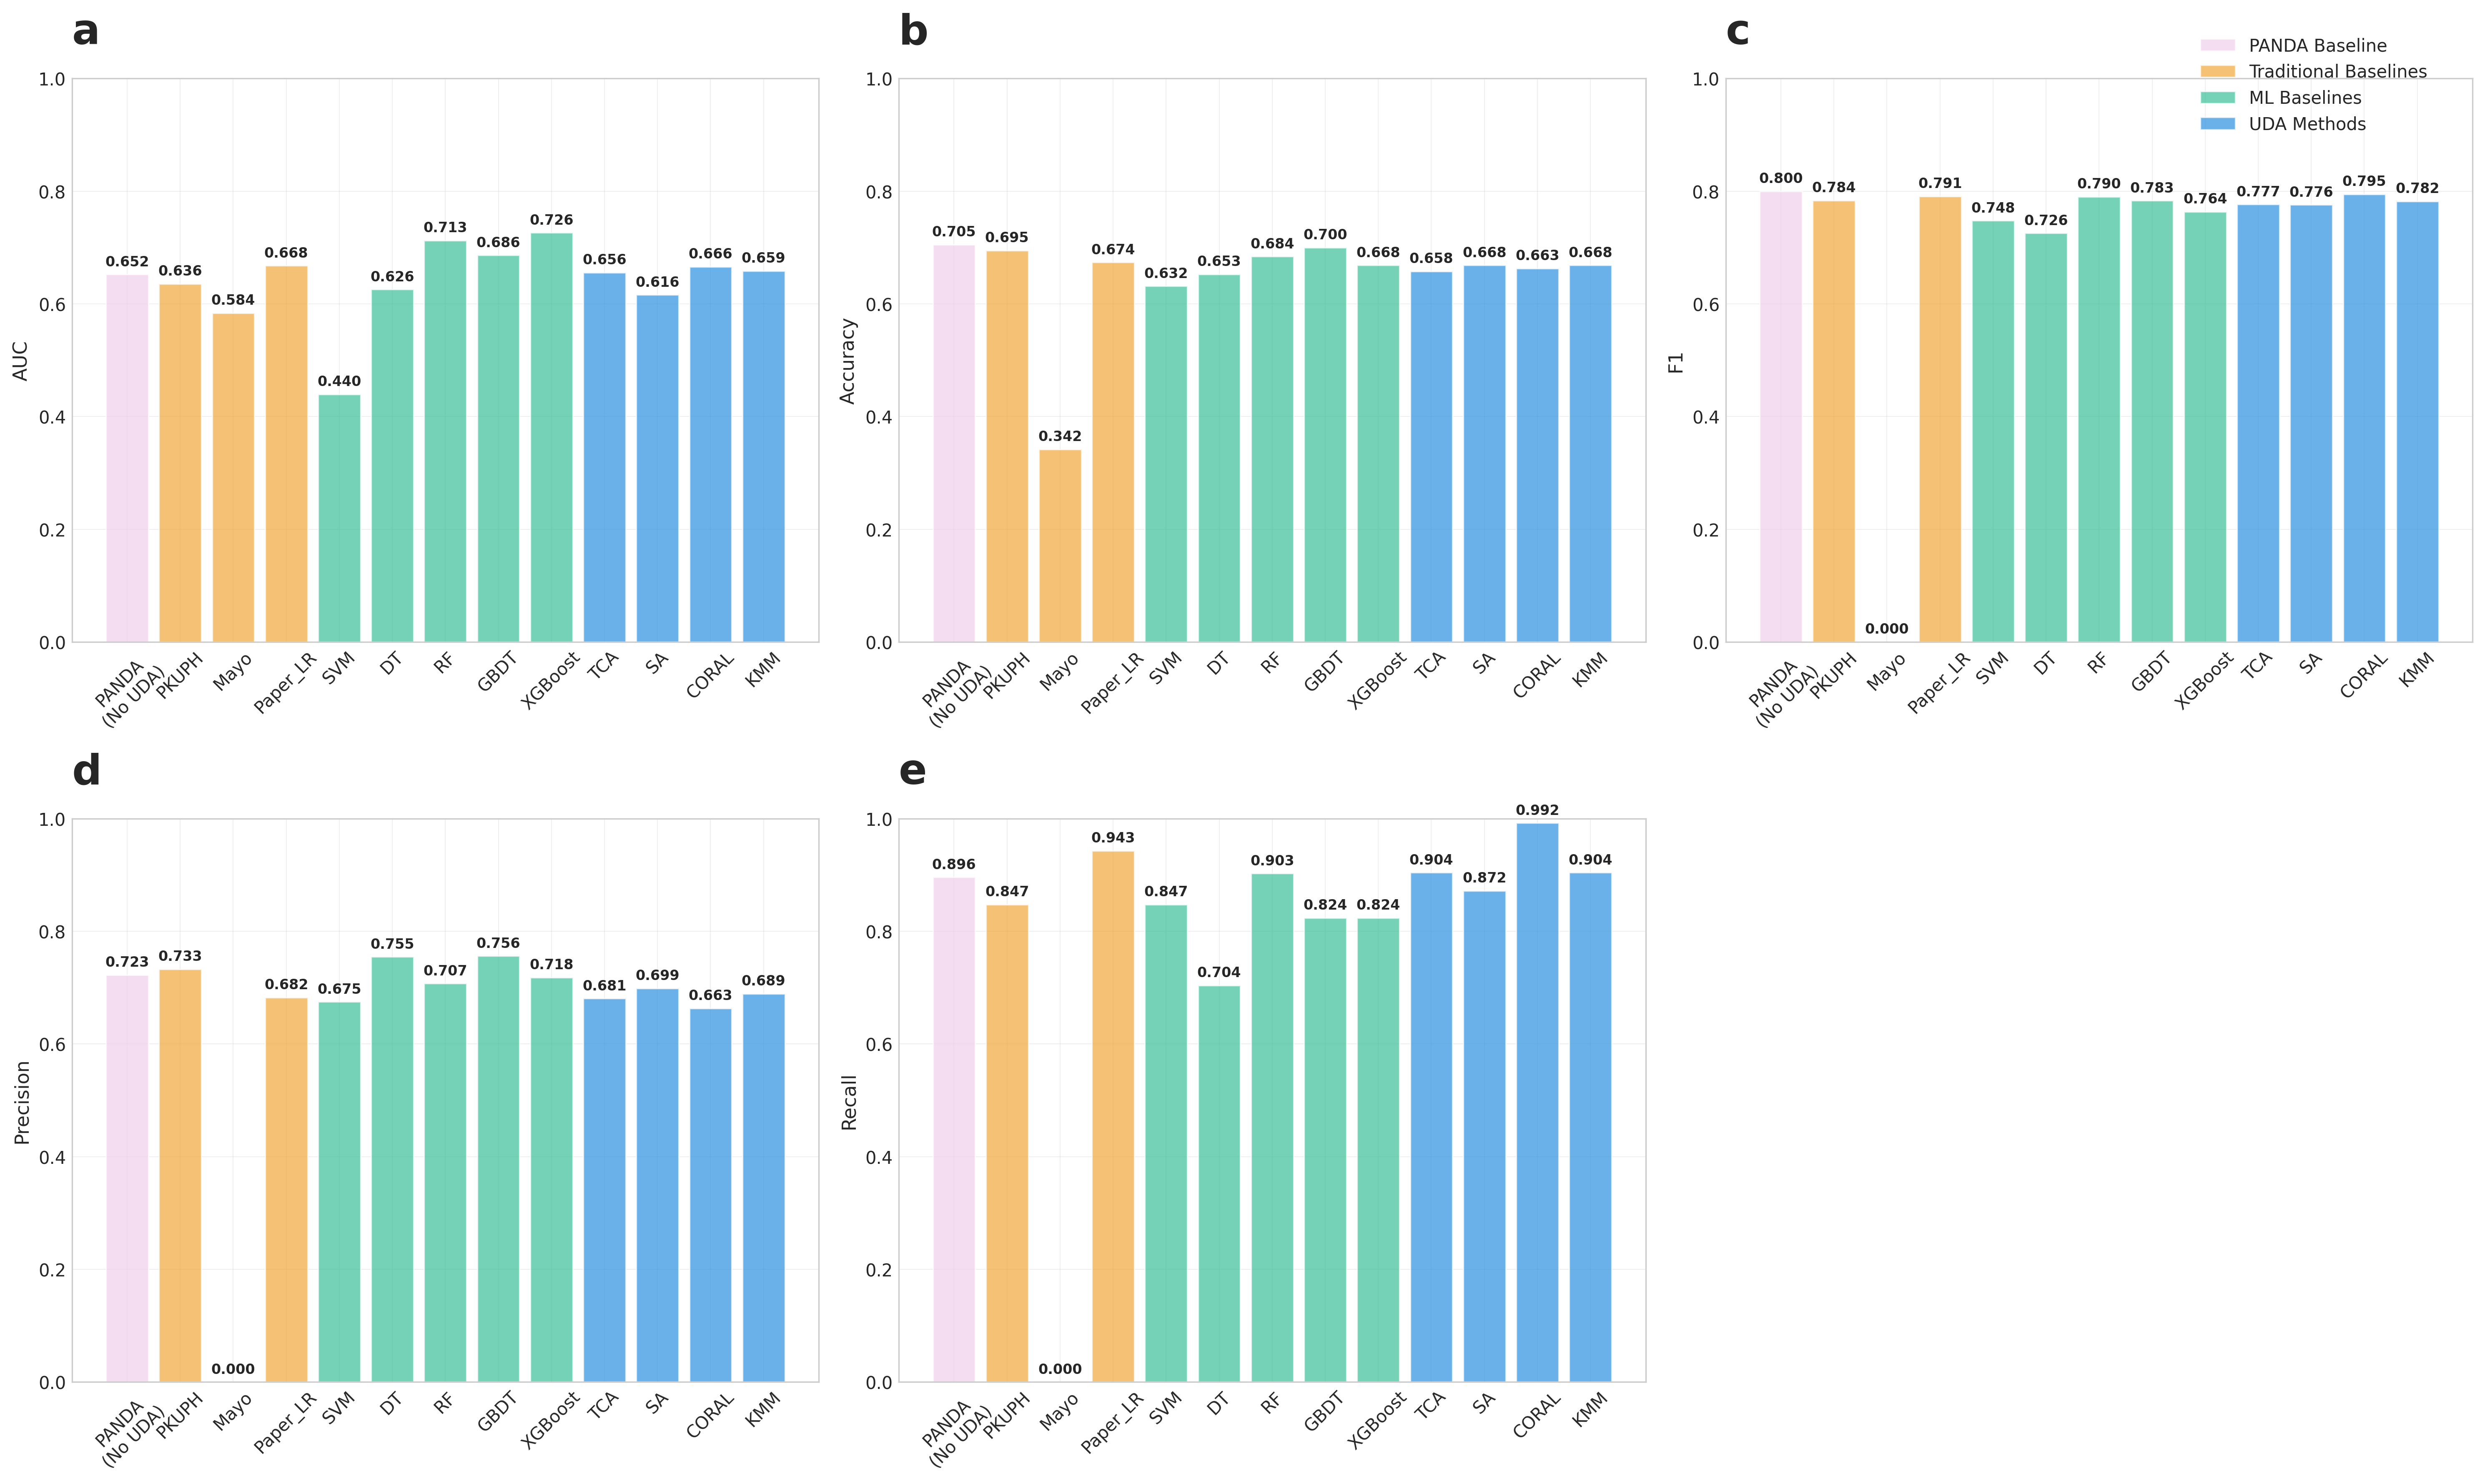 a
1.0
0.8
0.6
0.4
0.2
0.0
AUC
0.652
0.636
0.584
0.668
0.440
0.626
0.713
0.686
0.726
0.656
0.616
0.666
0.659
PANDA
(No UDA)
PKUPH
Mayo
Paper_LR
SVM
DT
RF
GBDT
XGBoost
TCA
SA
CORAL
KMM
b
1.0
0.8
0.6
0.4
0.2
0.0
Accuracy
0.705
0.695
0.342
0.674
0.632
0.653
0.684
0.700
0.668
0.658
0.668
0.663
0.668
PANDA
(No UDA)
PKUPH
Mayo
Paper_LR
SVM
DT
RF
GBDT
XGBoost
TCA
SA
CORAL
KMM
c
PANDA Baseline
Traditional Baselines
ML Baselines
UDA Methods
1.0
0.8
0.6
0.4
0.2
0.0
F1
0.800
0.784
0.000
0.791
0.748
0.726
0.790
0.783
0.764
0.777
0.776
0.795
0.782
PANDA
(No UDA)
PKUPH
Mayo
Paper_LR
SVM
DT
RF
GBDT
XGBoost
TCA
SA
CORAL
KMM
d
1.0
0.8
0.6
0.4
0.2
0.0
Precision
0.723
0.733
0.000
0.682
0.675
0.755
0.707
0.756
0.718
0.681
0.699
0.663
0.689
PANDA
(No UDA)
PKUPH
Mayo
Paper_LR
SVM
DT
RF
GBDT
XGBoost
TCA
SA
CORAL
KMM
e
1.0
0.8
0.6
0.4
0.2
0.0
Recall
0.896
0.847
0.000
0.943
0.847
0.704
0.903
0.824
0.824
0.904
0.872
0.992
0.904
PANDA
(No UDA)
PKUPH
Mayo
Paper_LR
SVM
DT
RF
GBDT
XGBoost
TCA
SA
CORAL
KMM